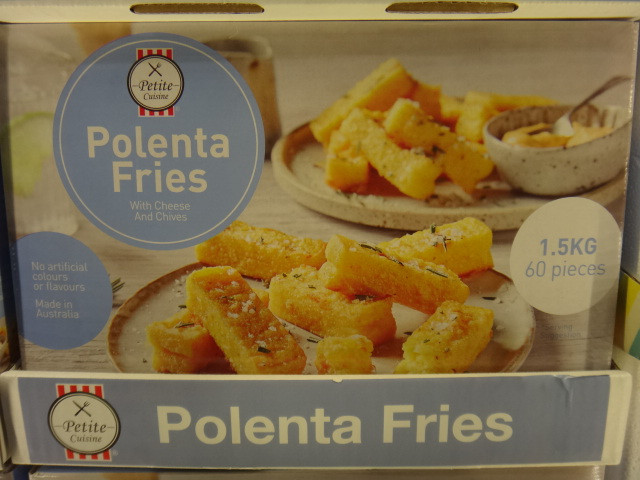 Petite
Cuisine
Polenta
Fries
With Cheese
And Chives
No artificial
colours
or flavours
Made in
Australia
1.5KG
60 pieces
Petite
Cuisine
Polenta Fries